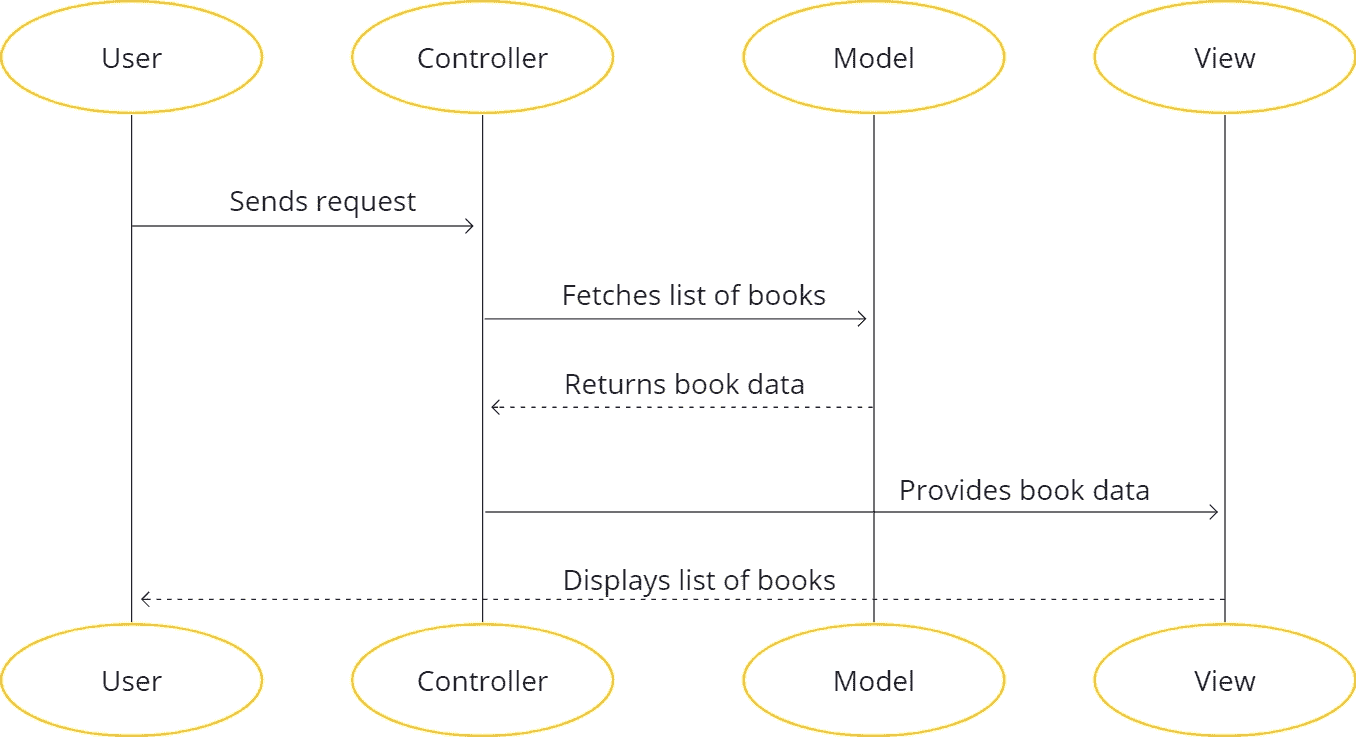 User
Controller
Model
View
Sends request
Fetches list of books
Returns book data
Provides book data
Displays list of books
User
Controller
Model
View